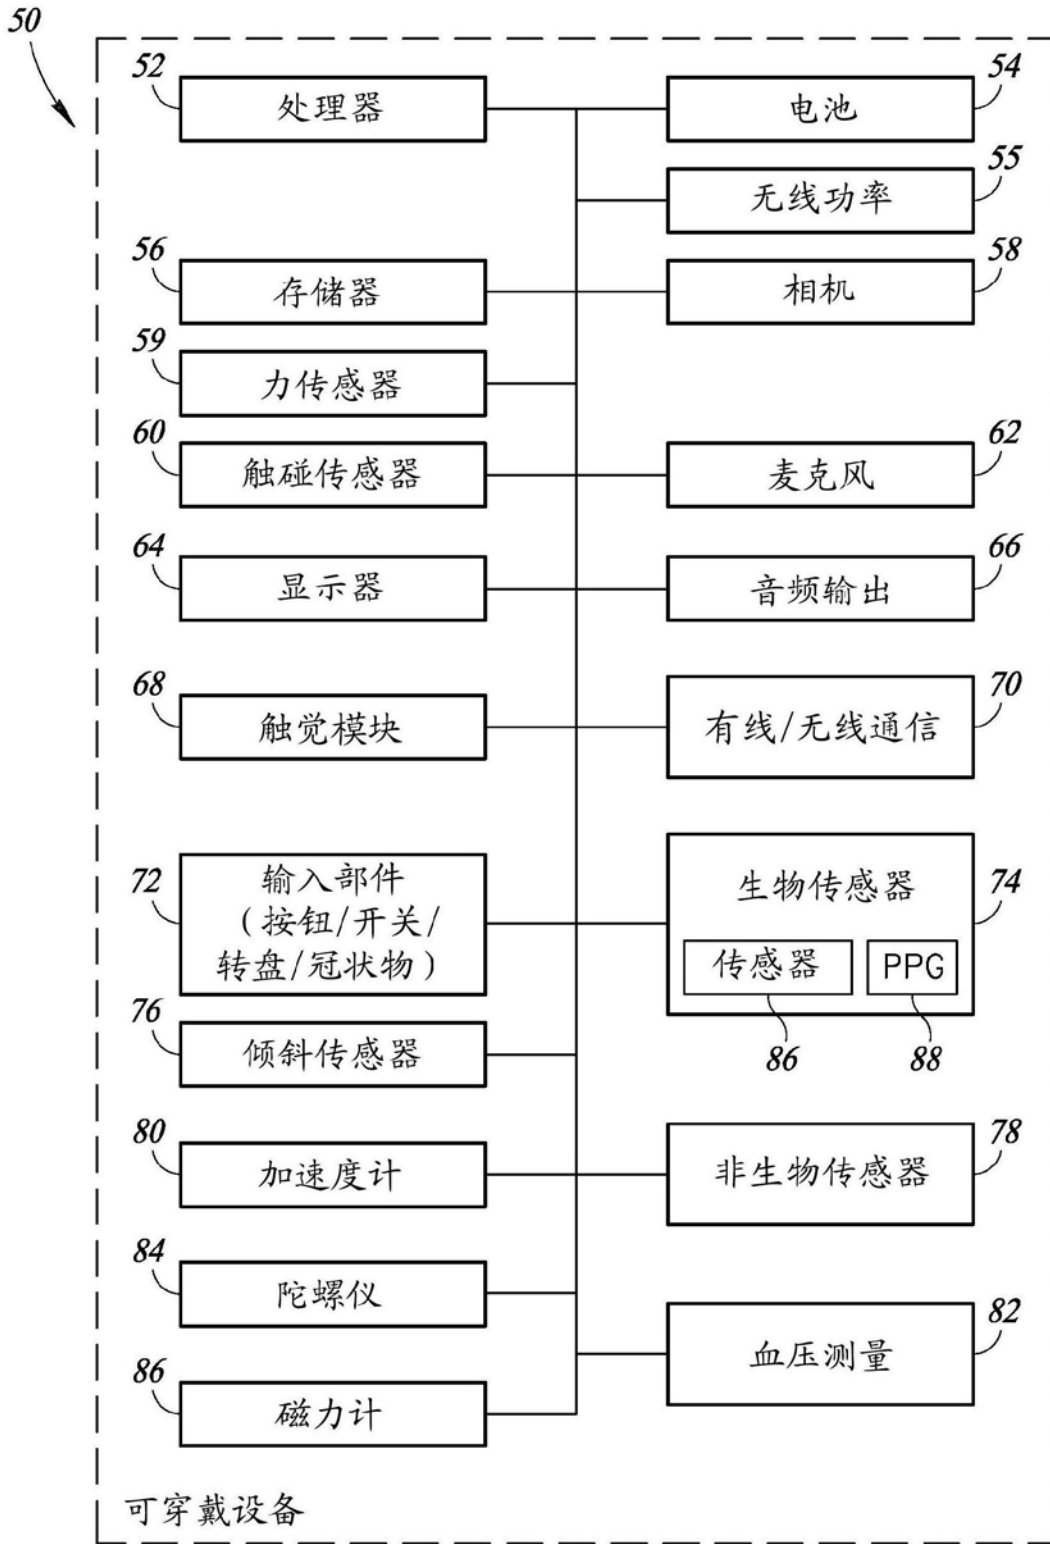 50
52
处理器
54
电池
55
无线功率
56
存储器
58
相机
59
力传感器
60
触碰传感器
62
麦克风
64
显示器
66
音频输出
68
触觉模块
70
有线/无线通信
72
输入部件
(按钮/开关/
转盘/冠状物)
74
生物传感器
传感器
PPG
86
88
76
倾斜传感器
80
加速度计
78
非生物传感器
84
陀螺仪
82
血压测量
86
磁力计
可穿戴设备